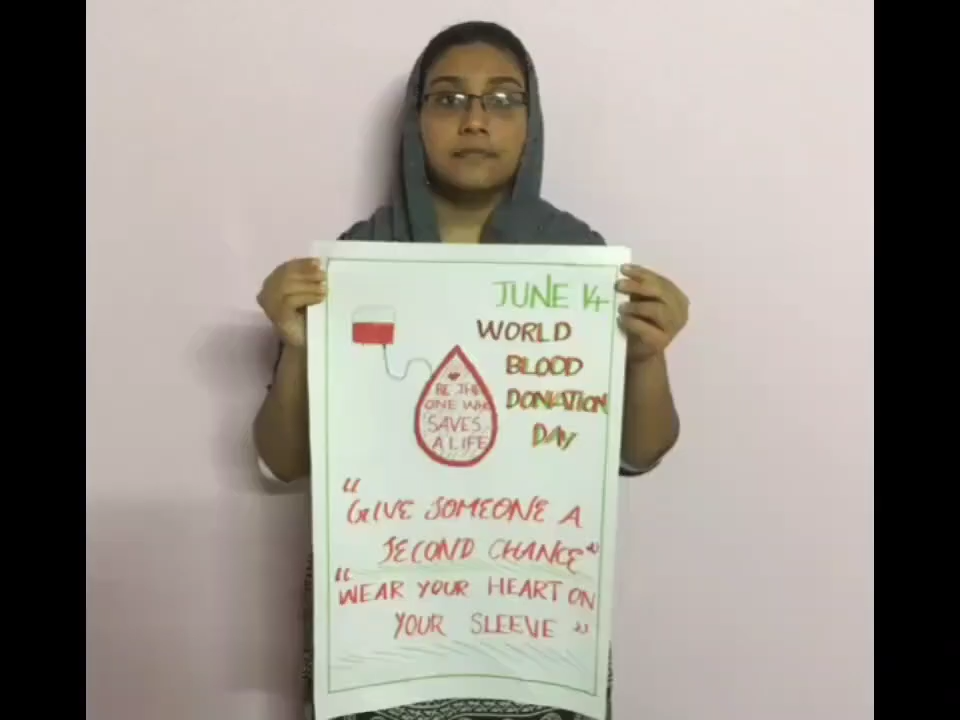 JUNE 14
WORLD
BLOOD
DONATION
DAY
BE THE
ONE WHO
SAVES
A LIFE
"GIVE SOMEONE A
SECOND CHANCE"
"WEAR YOUR HEART ON
YOUR SLEEVE"